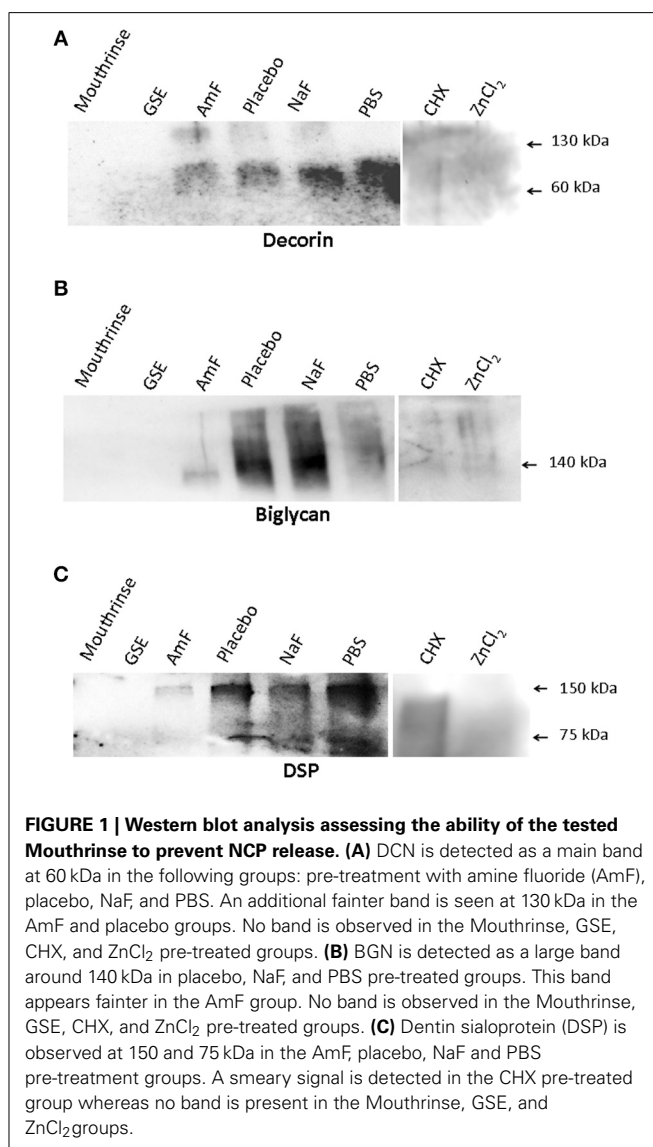 A
Mouthrinse GSE AmF Placebo NaF PBS CHX ZnCl₂
← 130 kDa
← 60 kDa
Decorin
B
Mouthrinse GSE AmF Placebo NaF PBS CHX ZnCl₂
← 140 kDa
Biglycan
C
Mouthrinse GSE AmF Placebo NaF PBS CHX ZnCl₂
← 150 kDa
← 75 kDa
DSP
FIGURE 1 | Western blot analysis assessing the ability of the tested
Mouthrinse to prevent NCP release. (A) DCN is detected as a main band
at 60 kDa in the following groups: pre-treatment with amine fluoride (AmF),
placebo, NaF, and PBS. An additional fainter band is seen at 130 kDa in the
AmF and placebo groups. No band is observed in the Mouthrinse, GSE,
CHX, and ZnCl₂ pre-treated groups. (B) BGN is detected as a large band
around 140 kDa in placebo, NaF, and PBS pre-treated groups. This band
appears fainter in the AmF group. No band is observed in the Mouthrinse,
GSE, CHX, and ZnCl₂ pre-treated groups. (C) Dentin sialoprotein (DSP) is
observed at 150 and 75 kDa in the AmF, placebo, NaF and PBS
pre-treatment groups. A smeary signal is detected in the CHX pre-treated
group whereas no band is present in the Mouthrinse, GSE, and
ZnCl₂groups.